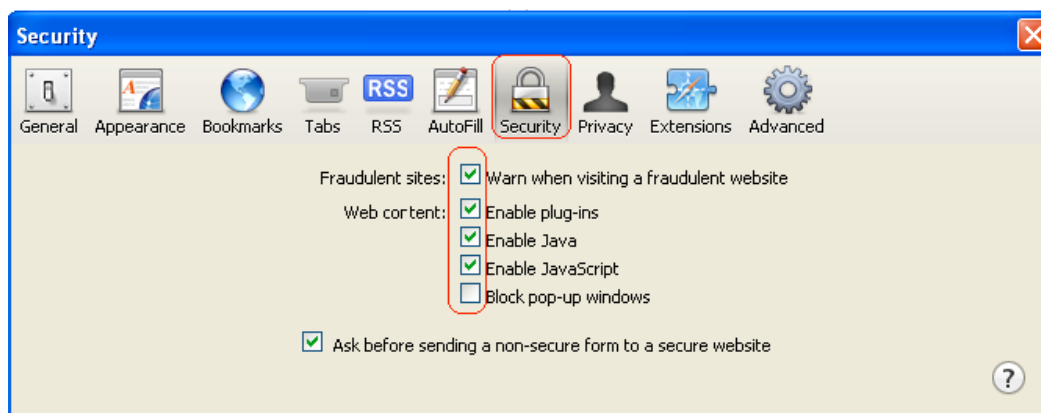 Security
RSS
General Appearance Bookmarks Tabs RSS AutoFill Security Privacy Extensions Advanced
Fraudulent sites: Warn when visiting a fraudulent website
Web content: Enable plug-ins
Enable Java
Enable JavaScript
Block pop-up windows
Ask before sending a non-secure form to a secure website
?